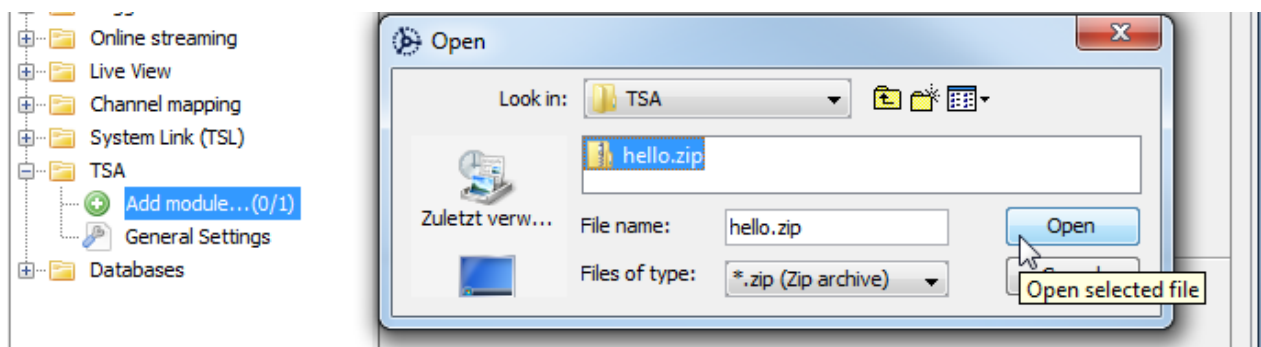 Online streaming
Live View
Channel mapping
System Link (TSL)
TSA
Add module...(0/1)
General Settings
Databases
Open
Look in:
TSA
hello.zip
Zuletzt verw...
File name:
hello.zip
Open
Files of type:
*.zip (Zip archive)
Open selected file